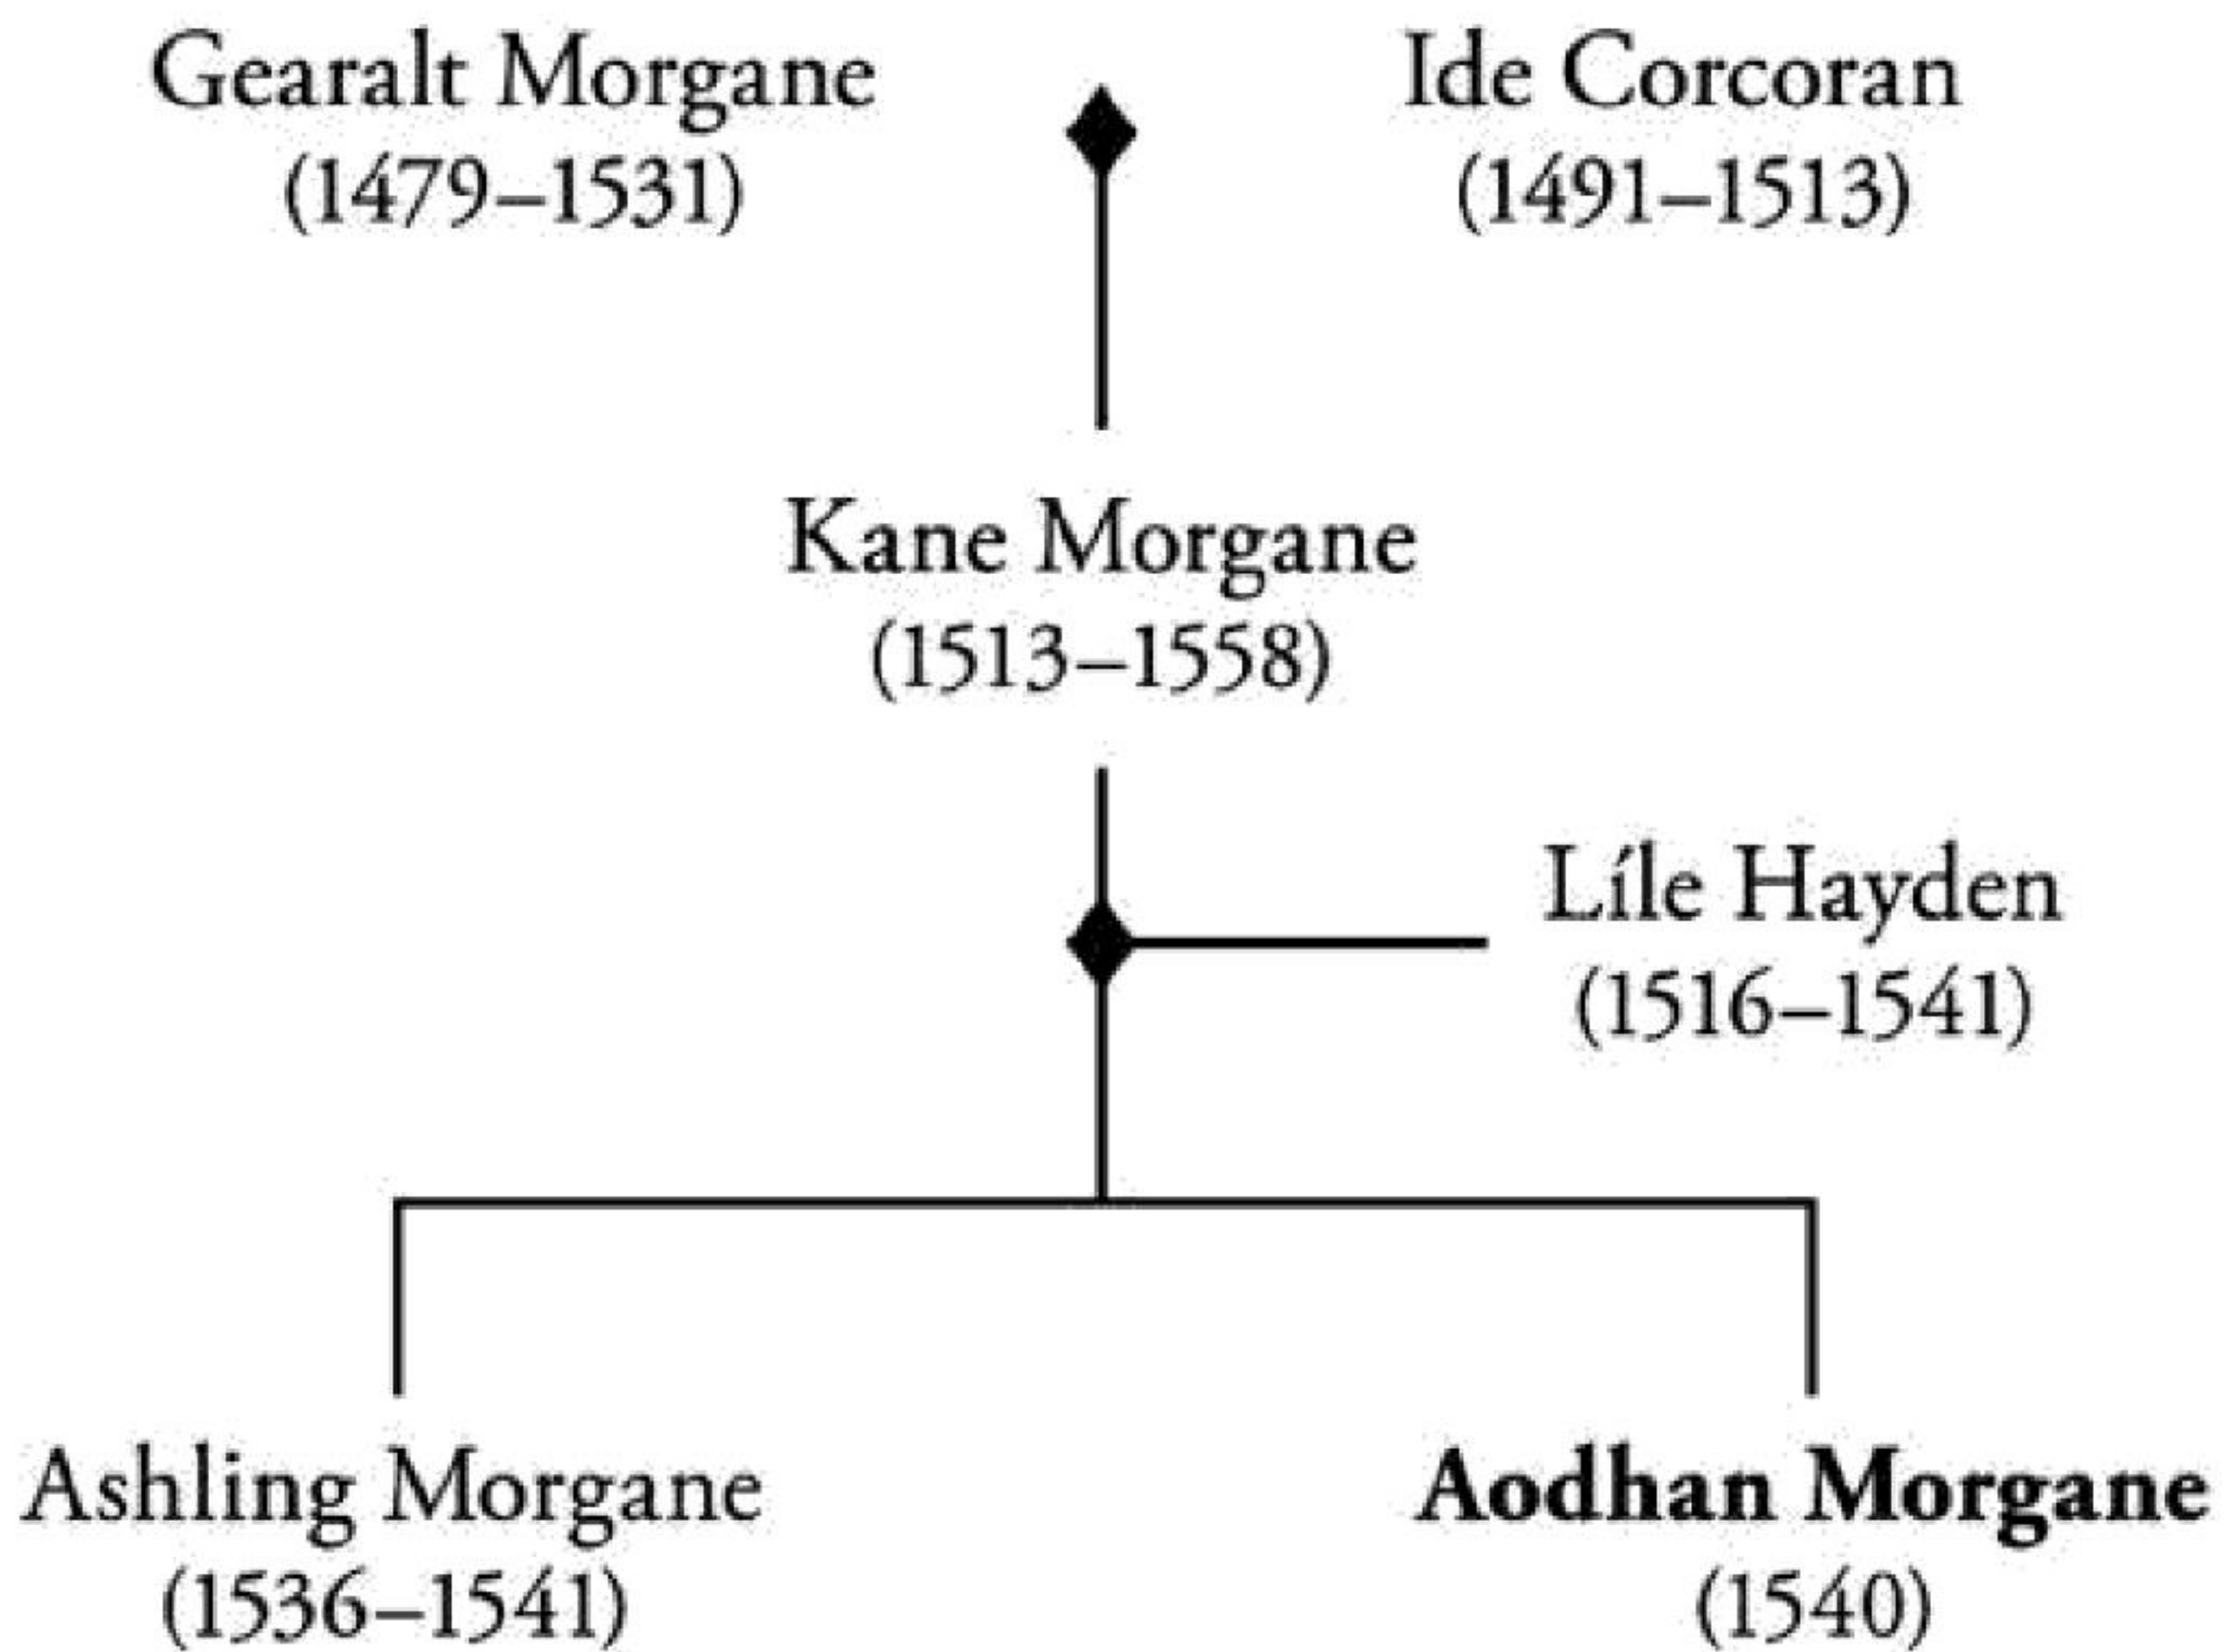 Gearalt Morgane
(1479–1531)
Ide Corcoran
(1491–1513)
Kane Morgane
(1513–1558)
Líle Hayden
(1516–1541)
Ashling Morgane
(1536–1541)
Aodhan Morgane
(1540)